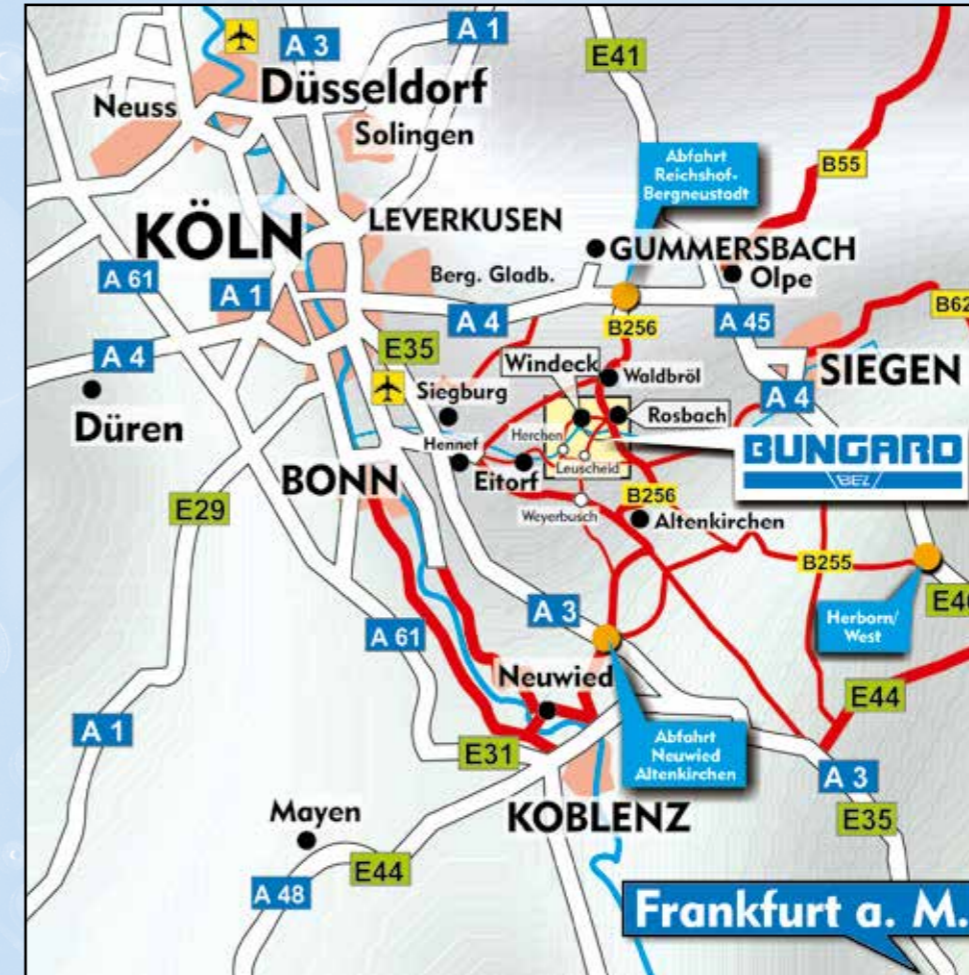 A 3
A 1
E41
Düsseldorf
Neuss
Solingen
Abfahrt
Reichshof-
Bergneustadt
B55
KÖLN
LEVERKUSEN
GUMMERSBACH
A 61
Berg. Gladb.
Olpe
A 1
A 4
B256
A 45
B62
A 4
E35
Windeck
Waldbröl
SIEGEN
Düren
Siegburg
A 4
Rosbach
Hennef
Herchen
BUNGARD
BEL
BONN
Eitorf
Leuscheid
E29
Weyerbusch
B256
Altenkirchen
B255
A 61
A 3
Herborn/
West
Neuwied
E44
A 1
E31
Abfahrt
Neuwied
Altenkirchen
A 3
Mayen
KOBLENZ
E35
A 48
E44
Frankfurt a. M.